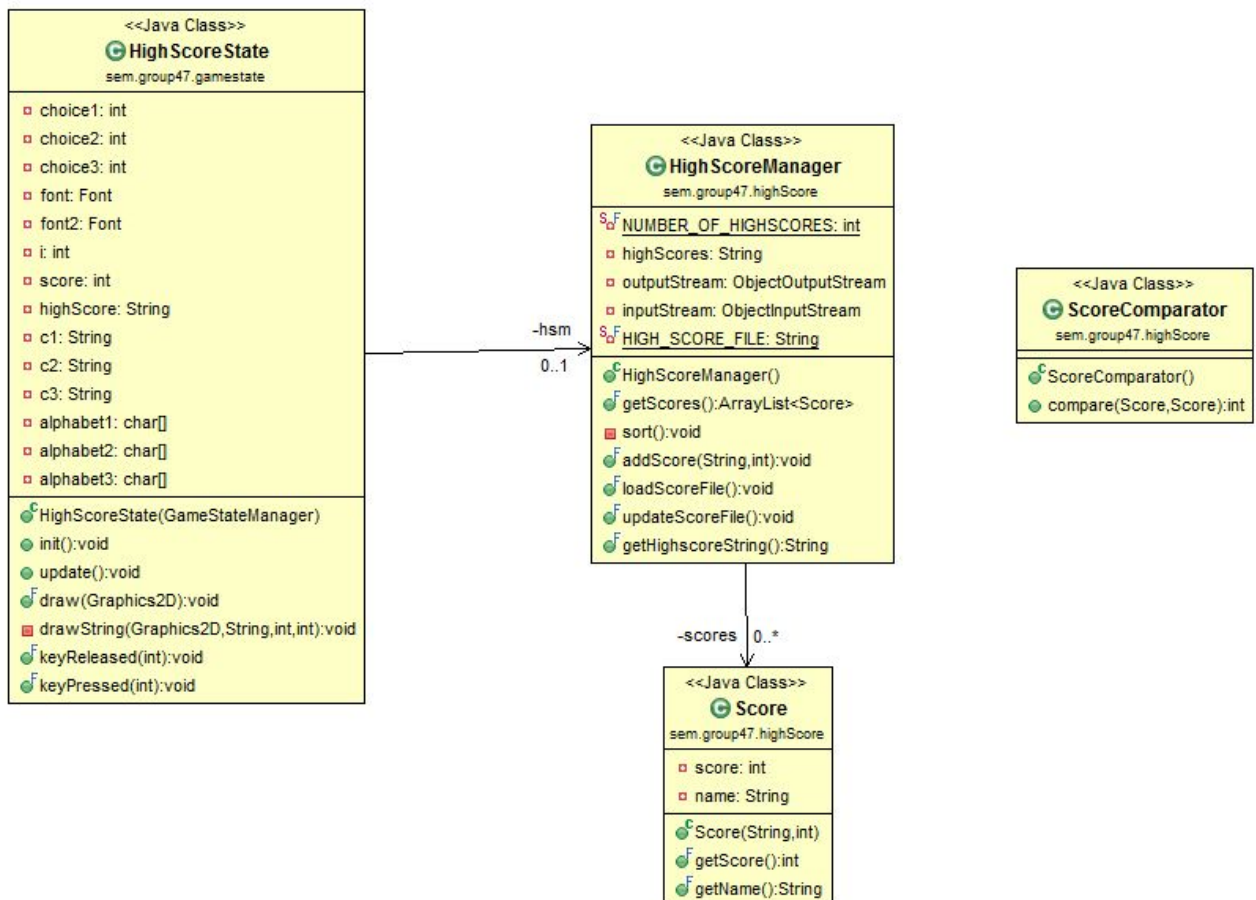 <<Java Class>>
HighScoreState
sem.group47.gamestate
choice1: int
choice2: int
choice3: int
font: Font
font2: Font
i: int
score: int
highScore: String
c1: String
c2: String
c3: String
alphabet1: char[]
alphabet2: char[]
alphabet3: char[]
HighScoreState(GameStateManager)
init():void
update():void
draw(Graphics2D):void
drawString(Graphics2D,String,int,int):void
keyReleased(int):void
keyPressed(int):void
-hsm
0..1
<<Java Class>>
HighScoreManager
sem.group47.highScore
NUMBER_OF_HIGHSCORES: int
highScores: String
outputStream: ObjectOutputStream
inputStream: ObjectInputStream
HIGH_SCORE_FILE: String
HighScoreManager()
getScores():ArrayList<Score>
sort():void
addScore(String,int):void
loadScoreFile():void
updateScoreFile():void
getHighscoreString():String
-scores 0..*
<<Java Class>>
Score
sem.group47.highScore
score: int
name: String
Score(String,int)
getScore():int
getName():String
<<Java Class>>
ScoreComparator
sem.group47.highScore
ScoreComparator()
compare(Score,Score):int